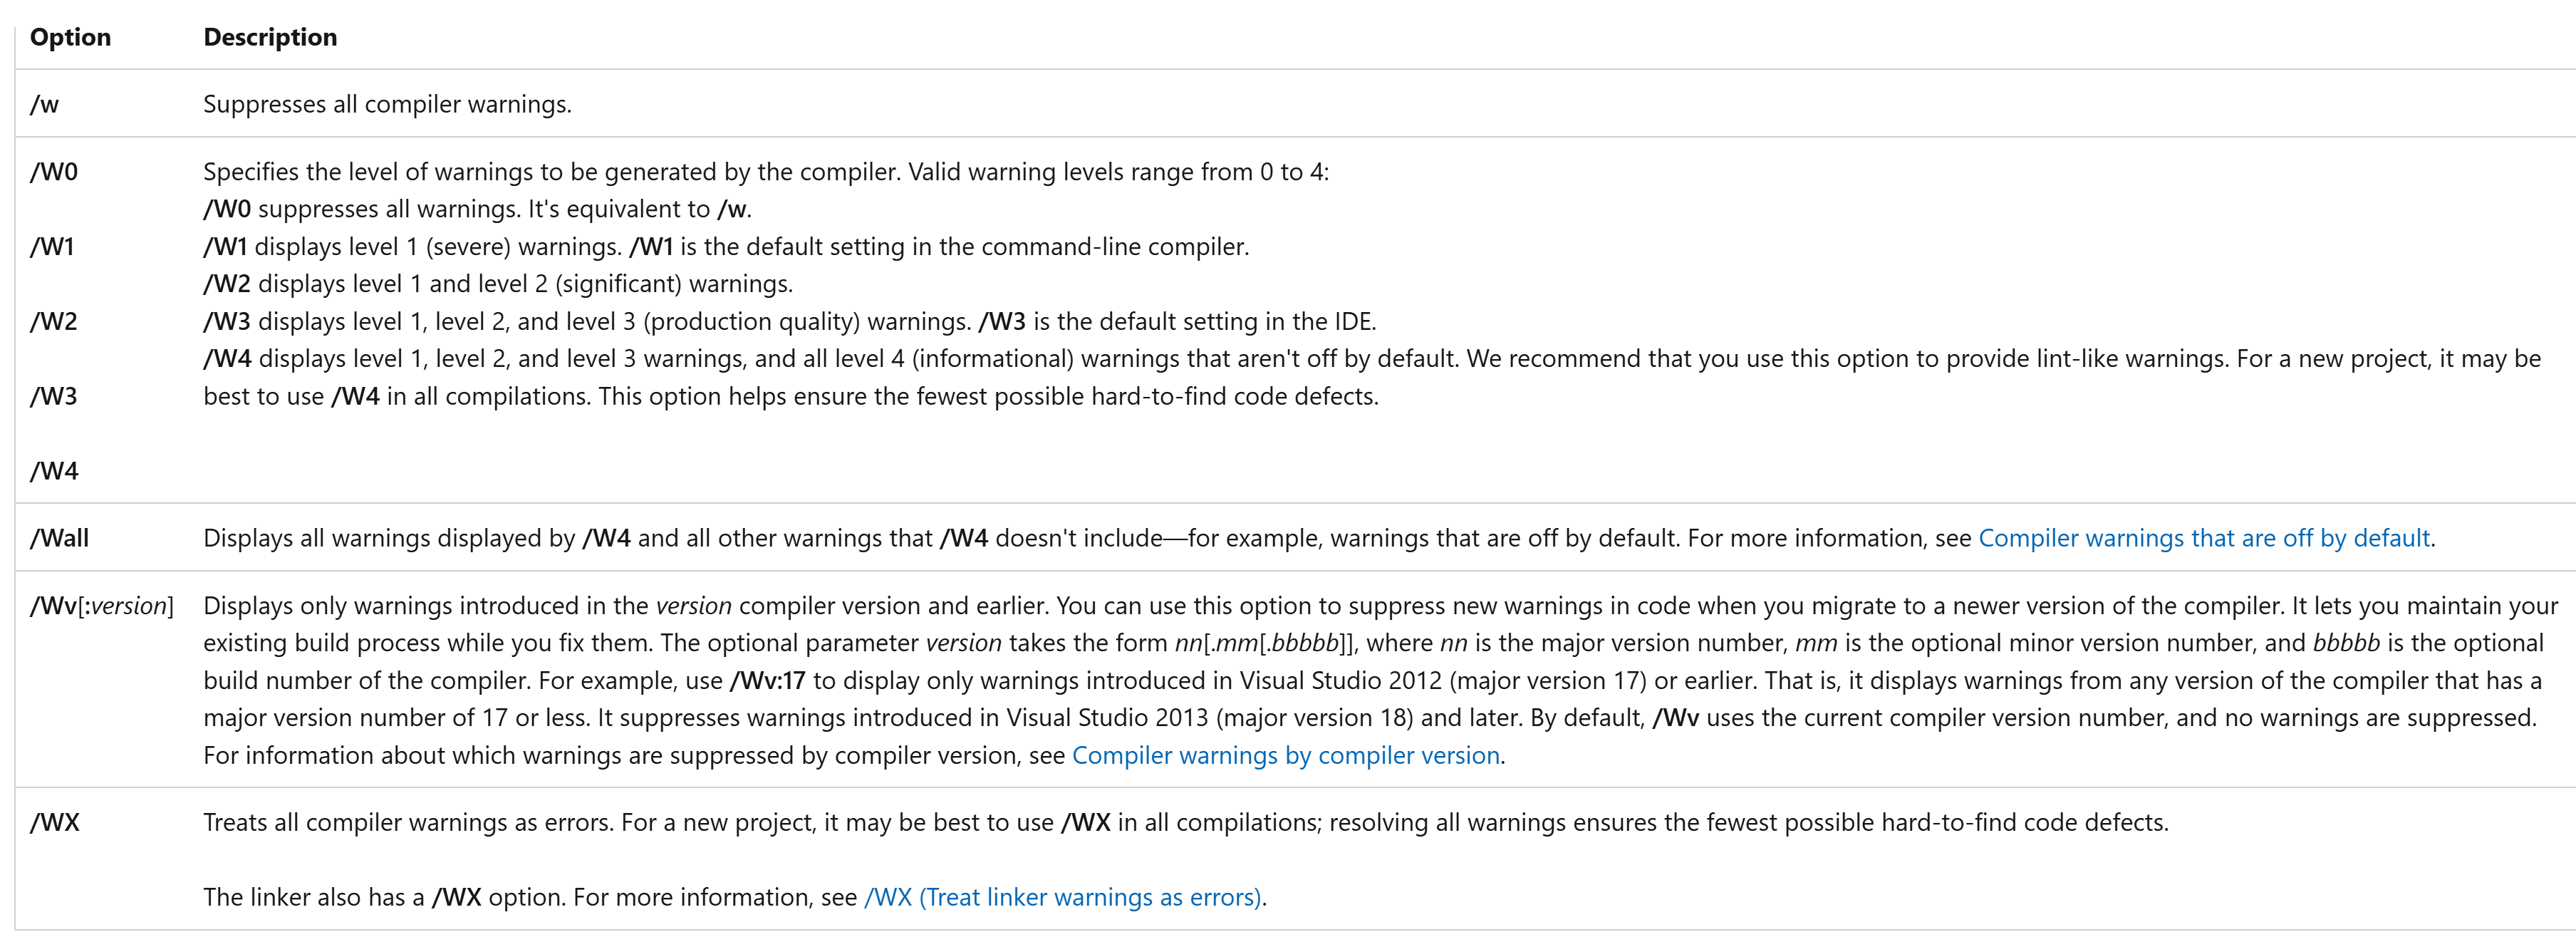 Option Description
/w Suppresses all compiler warnings.
/W0 Specifies the level of warnings to be generated by the compiler. Valid warning levels range from 0 to 4:
/W0 suppresses all warnings. It's equivalent to /w.
/W1 /W1 displays level 1 (severe) warnings. /W1 is the default setting in the command-line compiler.
/W2 displays level 1 and level 2 (significant) warnings.
/W2 /W3 displays level 1, level 2, and level 3 (production quality) warnings. /W3 is the default setting in the IDE.
/W4 displays level 1, level 2, and level 3 warnings, and all level 4 (informational) warnings that aren't off by default. We recommend that you use this option to provide lint-like warnings. For a new project, it may be
/W3 best to use /W4 in all compilations. This option helps ensure the fewest possible hard-to-find code defects.
/W4
/Wall Displays all warnings displayed by /W4 and all other warnings that /W4 doesn't include—for example, warnings that are off by default. For more information, see Compiler warnings that are off by default.
/Wv[:version] Displays only warnings introduced in the version compiler version and earlier. You can use this option to suppress new warnings in code when you migrate to a newer version of the compiler. It lets you maintain your
existing build process while you fix them. The optional parameter version takes the form nn[.mm[.bbbbb]], where nn is the major version number, mm is the optional minor version number, and bbbbb is the optional
build number of the compiler. For example, use /Wv:17 to display only warnings introduced in Visual Studio 2012 (major version 17) or earlier. That is, it displays warnings from any version of the compiler that has a
major version number of 17 or less. It suppresses warnings introduced in Visual Studio 2013 (major version 18) and later. By default, /Wv uses the current compiler version number, and no warnings are suppressed.
For information about which warnings are suppressed by compiler version, see Compiler warnings by compiler version.
/WX Treats all compiler warnings as errors. For a new project, it may be best to use /WX in all compilations; resolving all warnings ensures the fewest possible hard-to-find code defects.
The linker also has a /WX option. For more information, see /WX (Treat linker warnings as errors).